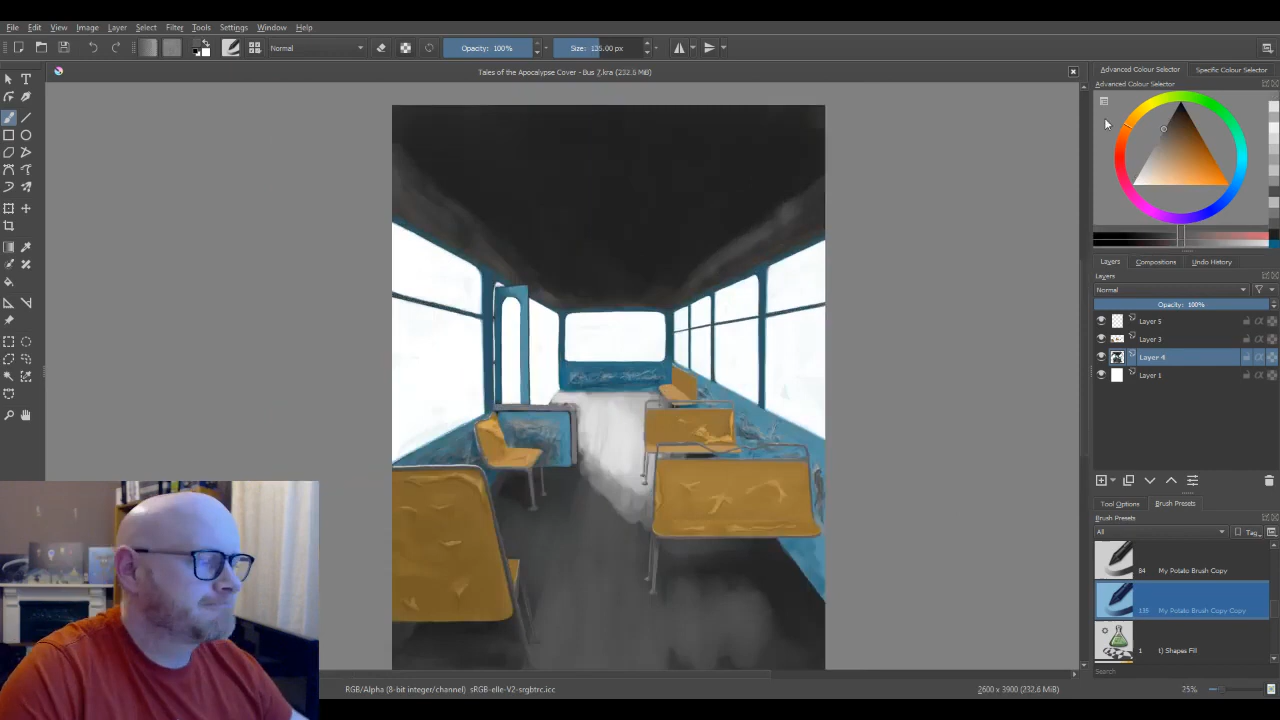 File Edit View Image Layer Select Filter Tools Settings Window Help
Normal Opacity: 100% Size: 135.00 px
Tales of the Apocalypse Cover - Bus 7.kra (232.6 MiB)
Advanced Colour Selector Specific Colour Selector
Advanced Colour Selector
Layers Compositions Undo History
Layers
Normal
Opacity: 100%
Layer 5
Layer 3
Layer 4
Layer 1
Tool Options Brush Presets
Brush Presets
All Tag
84 My Potato Brush Copy
135 My Potato Brush Copy Copy
1 t) Shapes Fill
Search
RGB/Alpha (8-bit integer/channel) sRGB-elle-V2-srgbtrc.icc
2600 x 3900 (232.6 MiB)
25%